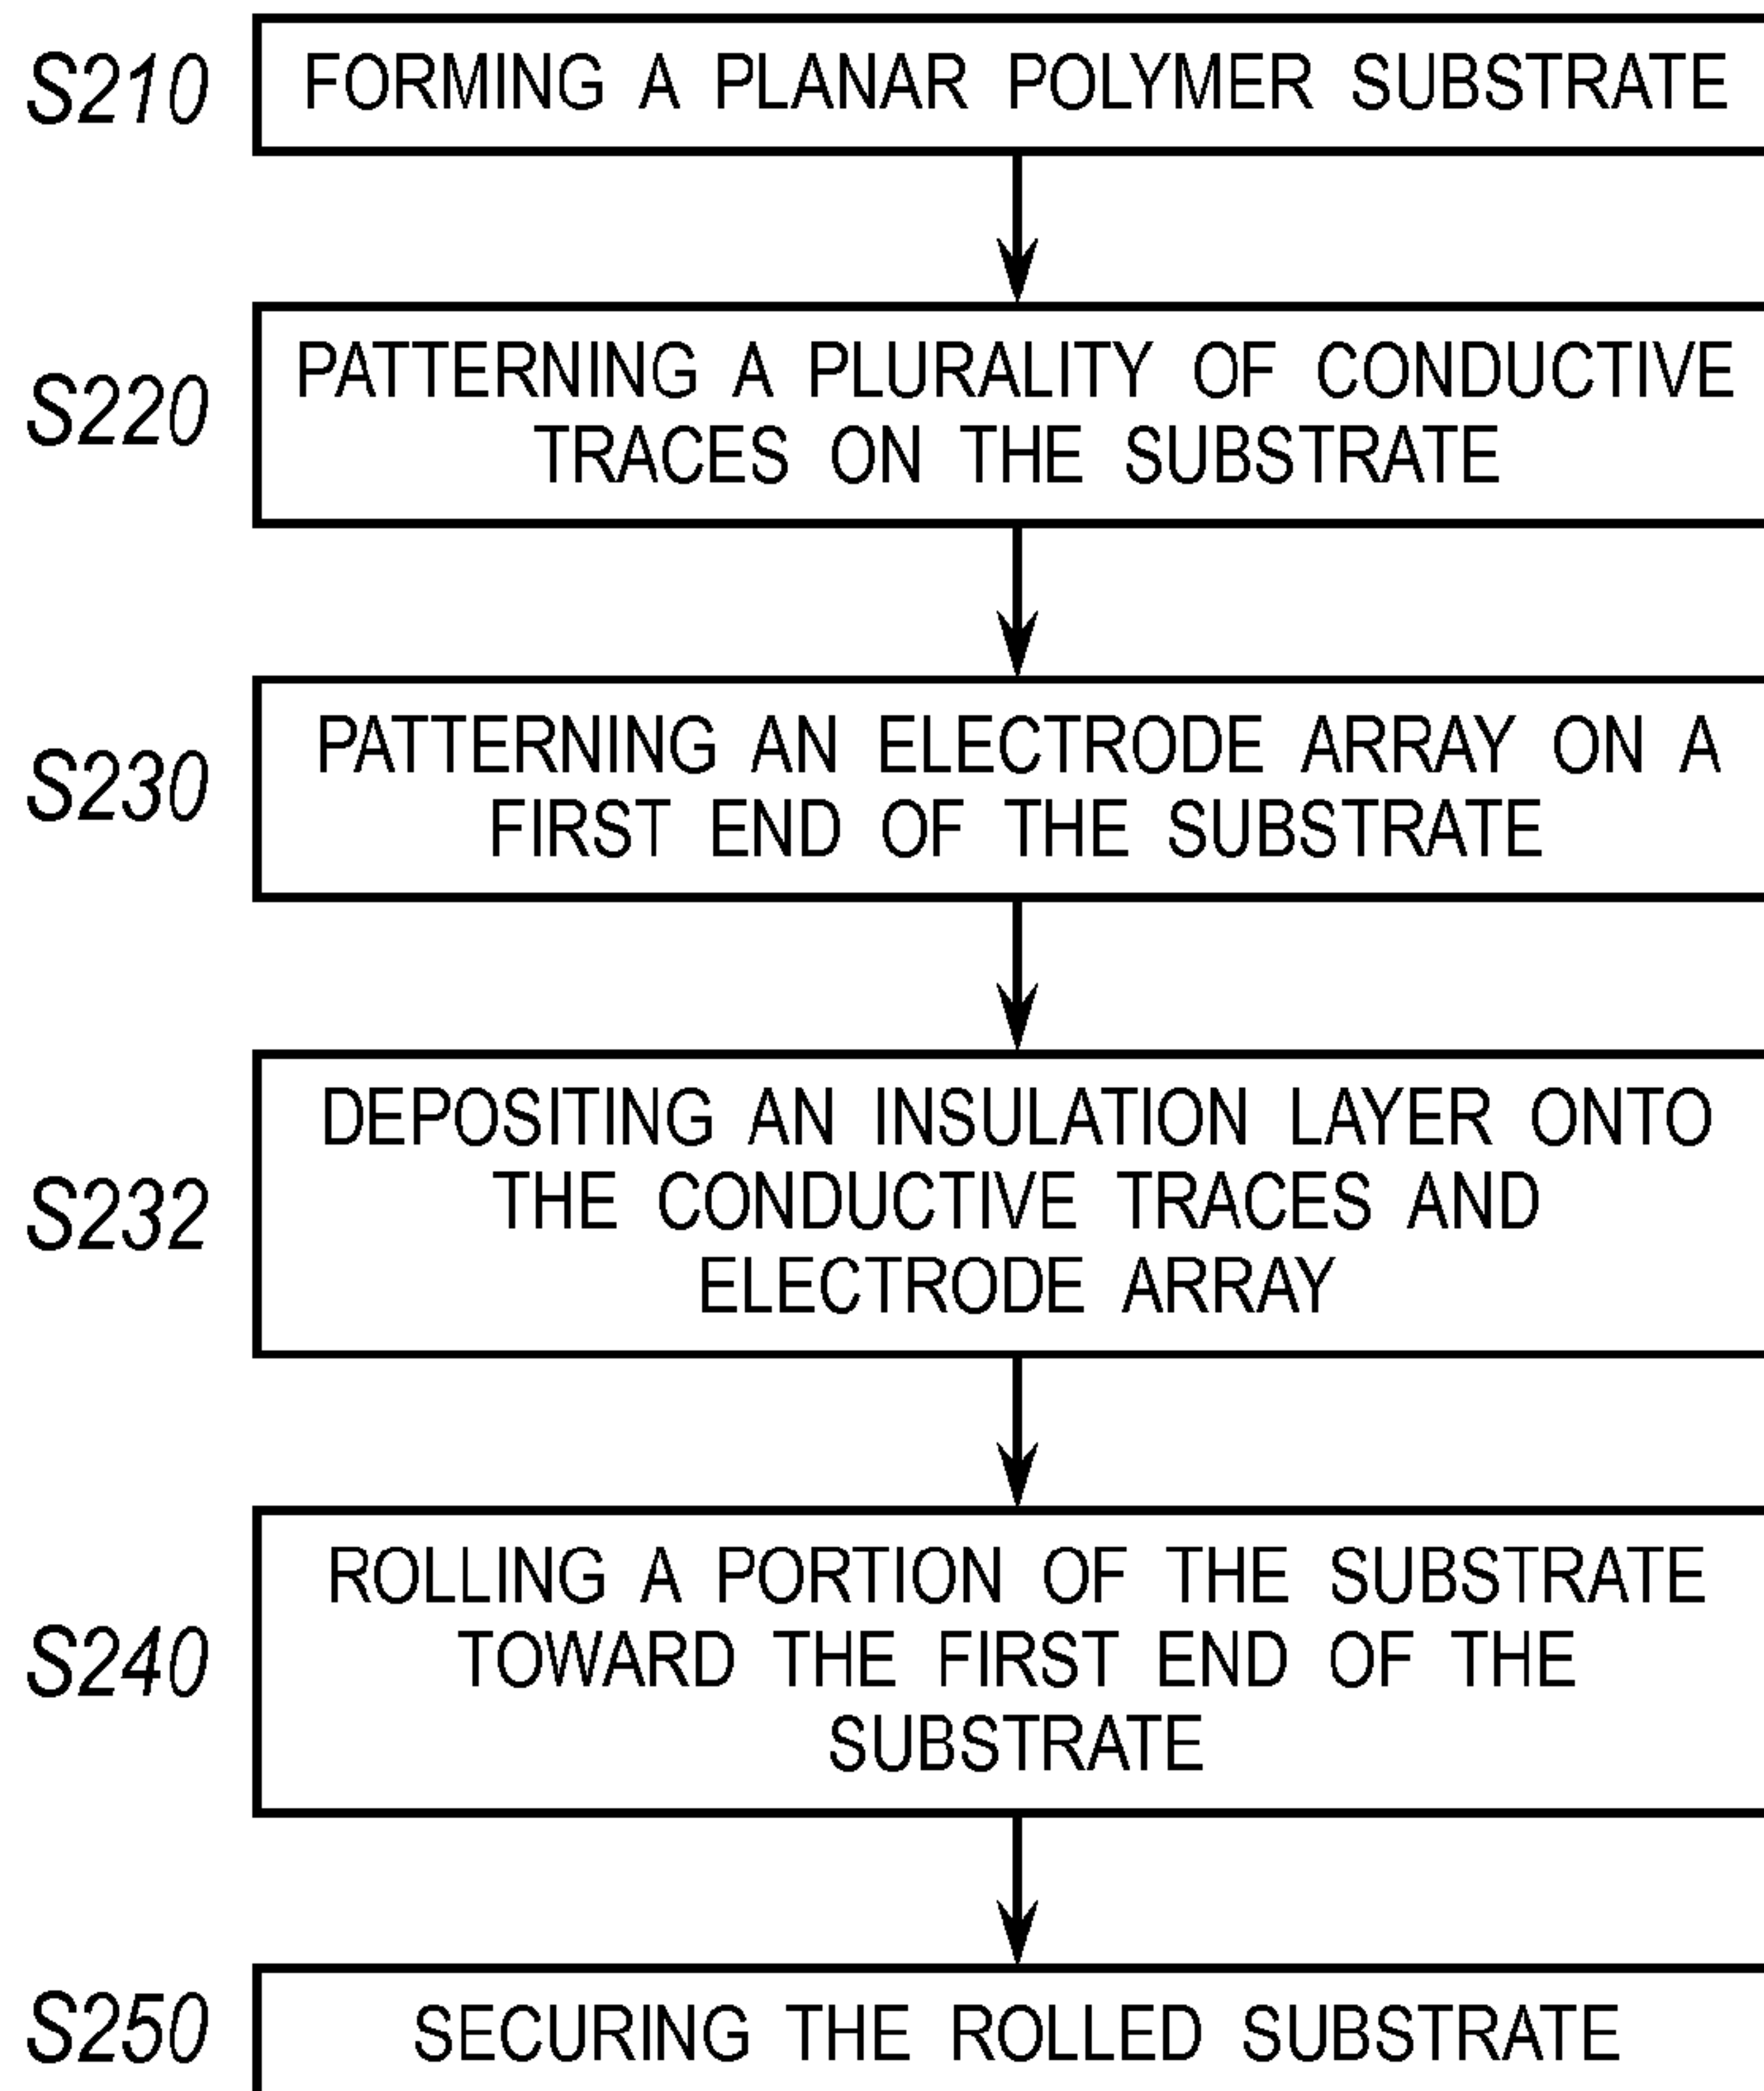 S210
FORMING A PLANAR POLYMER SUBSTRATE
S220
PATTERNING A PLURALITY OF CONDUCTIVE
TRACES ON THE SUBSTRATE
S230
PATTERNING AN ELECTRODE ARRAY ON A
FIRST END OF THE SUBSTRATE
S232
DEPOSITING AN INSULATION LAYER ONTO
THE CONDUCTIVE TRACES AND
ELECTRODE ARRAY
S240
ROLLING A PORTION OF THE SUBSTRATE
TOWARD THE FIRST END OF THE
SUBSTRATE
S250
SECURING THE ROLLED SUBSTRATE